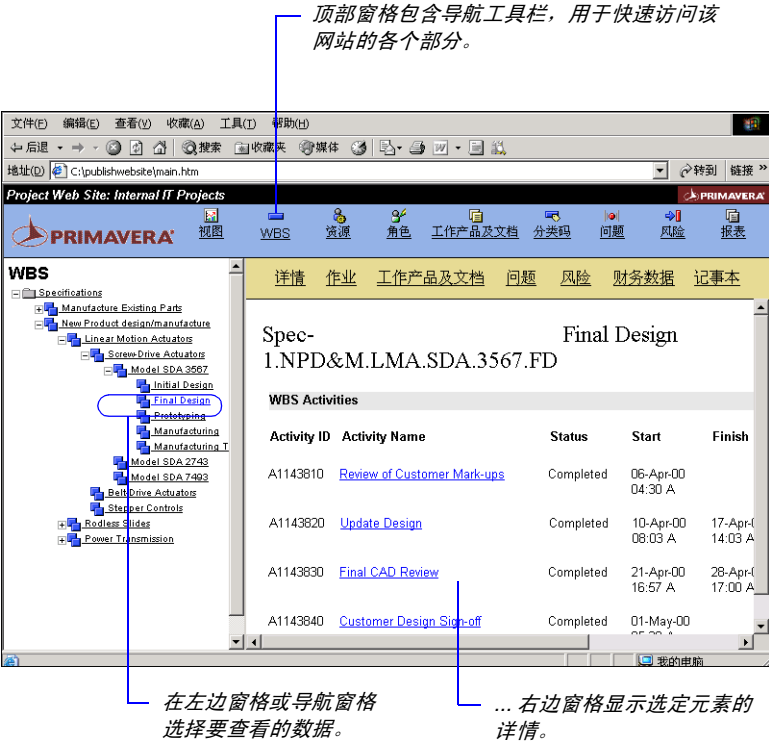 顶部窗格包含导航工具栏，用于快速访问该
网站的各个部分。
文件(F) 编辑(E) 查看(V) 收藏(A) 工具(T) 帮助(H)
后退 搜索 收藏夹 媒体
地址(D) C:\publishwebsite\main.htm 转到 链接 »
Project Web Site: Internal IT Projects PRIMAVERA
PRIMAVERA 视图 WBS 资源 角色 工作产品及文档 分类码 问题 风险 报表
WBS
Specifications
Manufacture Existing Parts
New Product design/manufacture
Linear Motion Actuators
Screw-Drive Actuators
Model SDA 3567
Initial Design
Final Design
Prototyping
Manufacturing
Manufacturing T
Model SDA 2743
Model SDA 7493
Belt-Drive Actuators
Stepper Controls
Rodless Slides
Power Transmission
详情 作业 工作产品及文档 问题 风险 财务数据 记事本
Spec- Final Design
1.NPD&M.LMA.SDA.3567.FD
WBS Activities
Activity ID Activity Name Status Start Finish
A1143810 Review of Customer Mark-ups Completed 06-Apr-00
04:30 A
A1143820 Update Design Completed 10-Apr-00 17-Apr-0
08:03 A 14:03 A
A1143830 Final CAD Review Completed 21-Apr-00 28-Apr-0
16:57 A 17:00 A
A1143840 Customer Design Sign-off Completed 01-May-00
我的电脑
在左边窗格或导航窗格
选择要查看的数据。
... 右边窗格显示选定元素的
详情。